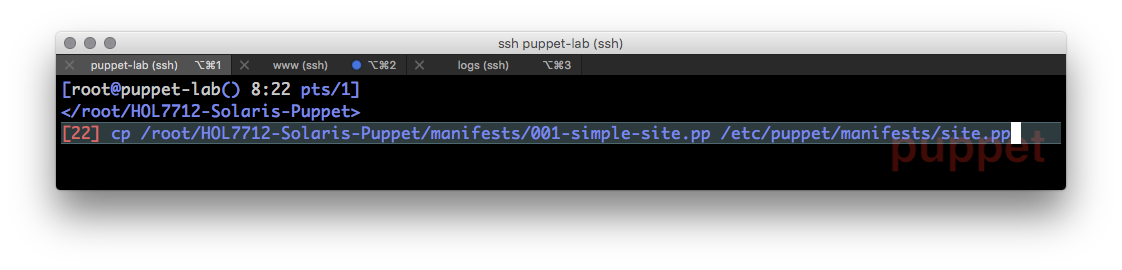 ssh puppet-lab (ssh)
puppet-lab (ssh) ⌥⌘1 www (ssh) ⌥⌘2 logs (ssh) ⌥⌘3
[root@puppet-lab() 8:22 pts/1]
</root/HOL7712-Solaris-Puppet>
[22] cp /root/HOL7712-Solaris-Puppet/manifests/001-simple-site.pp /etc/puppet/manifests/site.pp
puppet